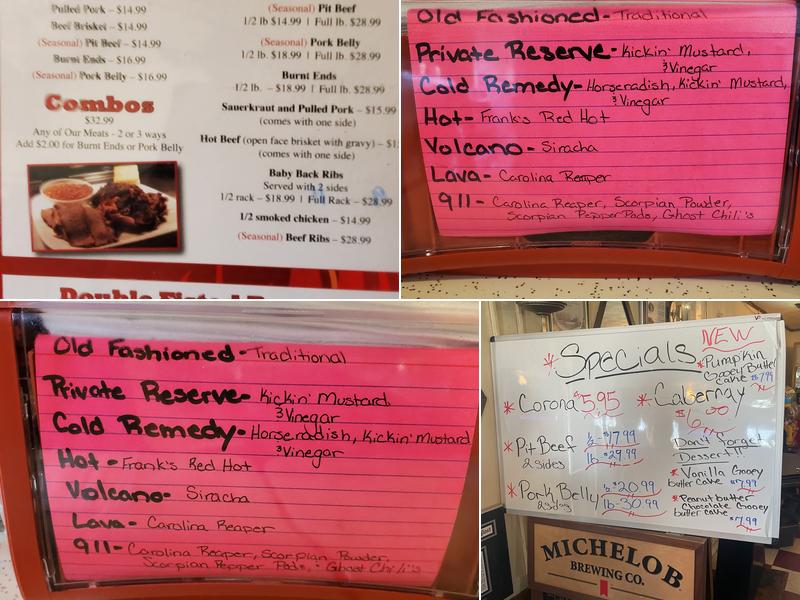 Pulled Pork – $14.99
Beef Brisket – $14.99
(Seasonal) Pit Beef – $14.99
Burnt Ends – $16.99
(Seasonal) Pork Belly – $16.99
Combos
$32.99
Any of Our Meats - 2 or 3 ways
Add $2.00 for Burnt Ends or Pork Belly
(Seasonal) Pit Beef
1/2 lb $14.99 | Full lb. $28.99
(Seasonal) Pork Belly
1/2 lb. $14.99 | Full lb. $28.99
Burnt Ends
1/2 lb. – $18.99 | Full lb. $28.99
Sauerkraut and Pulled Pork – $15.99
(comes with one side)
Hot Beef (open face brisket with gravy) – $1
(comes with one side)
Baby Back Ribs
Served with 2 sides
1/2 rack – $18.99 | Full Rack – $28.99
1/2 smoked chicken – $14.99
(Seasonal) Beef Ribs – $28.99
Old Fashioned - Traditional
Private Reserve - Kickin' Mustard,
& Vinegar
Cold Remedy - Horseradish, Kickin' Mustard,
& Vinegar
Hot - Frank's Red Hot
Volcano - Siracha
Lava - Carolina Reaper
911 - Carolina Reaper, Scorpian Powder,
Scorpian Pepper Pods, Ghost Chili's
Old Fashioned - Traditional
Private Reserve - Kickin' Mustard,
& Vinegar
Cold Remedy - Horseradish, Kickin' Mustard
& Vinegar
Hot - Frank's Red Hot
Volcano - Siracha
Lava - Carolina Reaper
911 - Carolina Reaper, Scorpian Powder,
Scorpian Pepper Pods, Ghost Chili's
* Specials
NEW
* Pumpkin
Gooey Butter
cake $7.99
* Corona $5.95
* Cabernay
$6.00
* Pit Beef ½ - $17.99
2 sides lb - $29.99
* Pork Belly ½ $20.99
2 sides lb - 30.99
Don't forget
Dessert!!
* Vanilla Gooey
butter cake $7.99
* Peanut butter
Chocolate Gooey
butter cake $7.99
MICHELOB
BREWING CO.